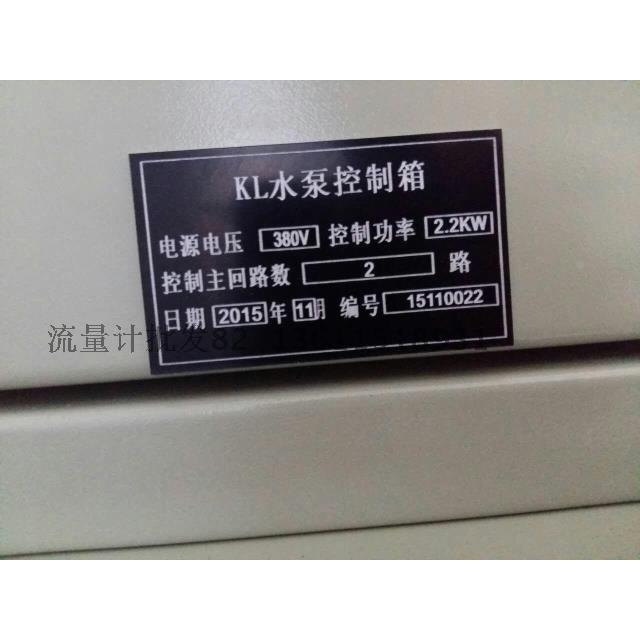 KL水泵控制箱
电源电压 380V 控制功率 2.2KW
控制主回路数 2 路
日期 2015年 11月 编号 15110022
流量计批发82